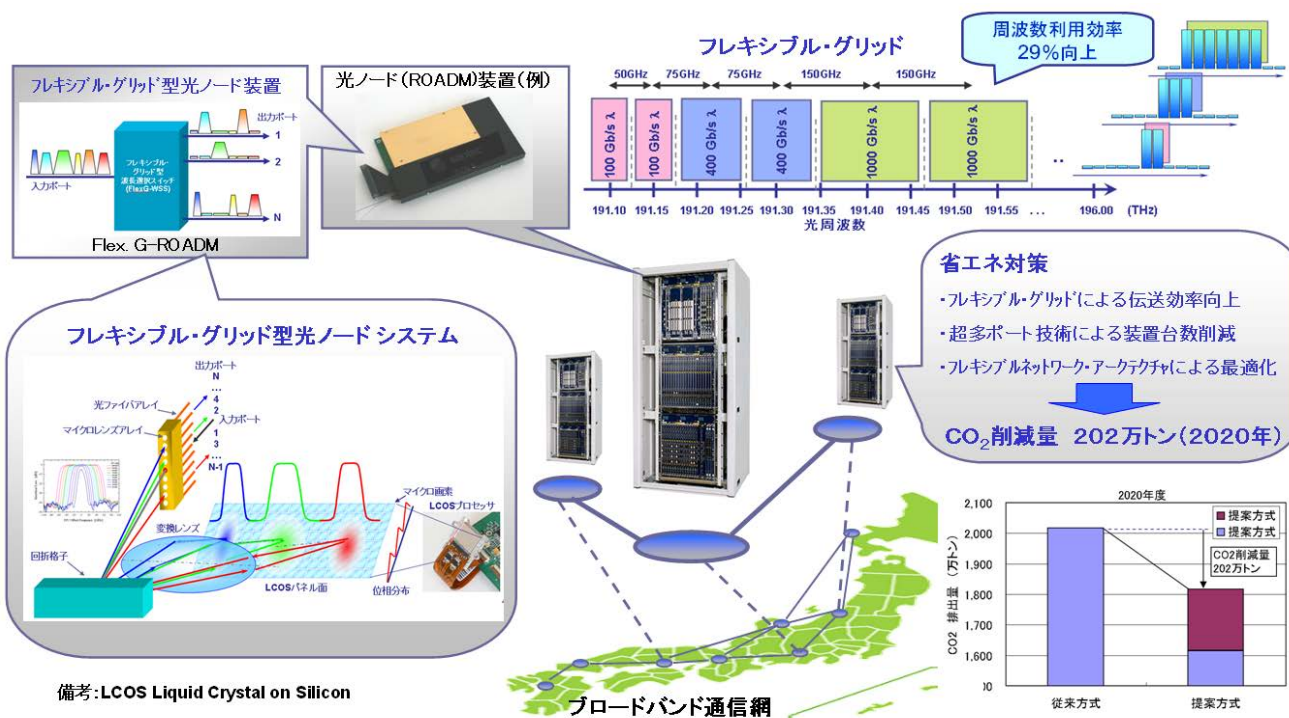 フレキシブル・グリッド型光ノード装置
出力ポート
1
2
N
入力ポート
フレキシブル・
グリッド型
波長選択スイッチ
(FlexG-WSS)
Flex. G-ROADM
光ノード(ROADM)装置(例)
フレキシブル・グリッド
周波数利用効率
29%向上
50GHz
75GHz
75GHz
150GHz
150GHz
100 Gb/s λ
100 Gb/s λ
400 Gb/s λ
400 Gb/s λ
1000 Gb/s λ
1000 Gb/s λ
‥
191.10 191.15 191.20 191.25 191.30 191.35 191.40 191.45 191.50 191.55 ... 196.00 (THz)
光周波数
省エネ対策
・フレキシブル・グリッドによる伝送効率向上
・超多ポート技術による装置台数削減
・フレキシブルネットワーク・アークテクチャによる最適化
CO2削減量 202万トン(2020年)
フレキシブル・グリッド型光ノード システム
出力ポート
N
…
4
2
入力ポート
1
3
…
N-1
光ファイバアレイ
マイクロレンズアレイ
変換レンズ
回折格子
LCOSパネル面
マイクロ画素
LCOSプロセッサ
位相分布
備考:LCOS Liquid Crystal on Silicon
ブロードバンド通信網
2020年度
CO2 排出量 (万トン)
2,100
2,000
1,900
1,800
1,700
1,600
提案方式
提案方式
CO2削減量
202万トン
従来方式
提案方式